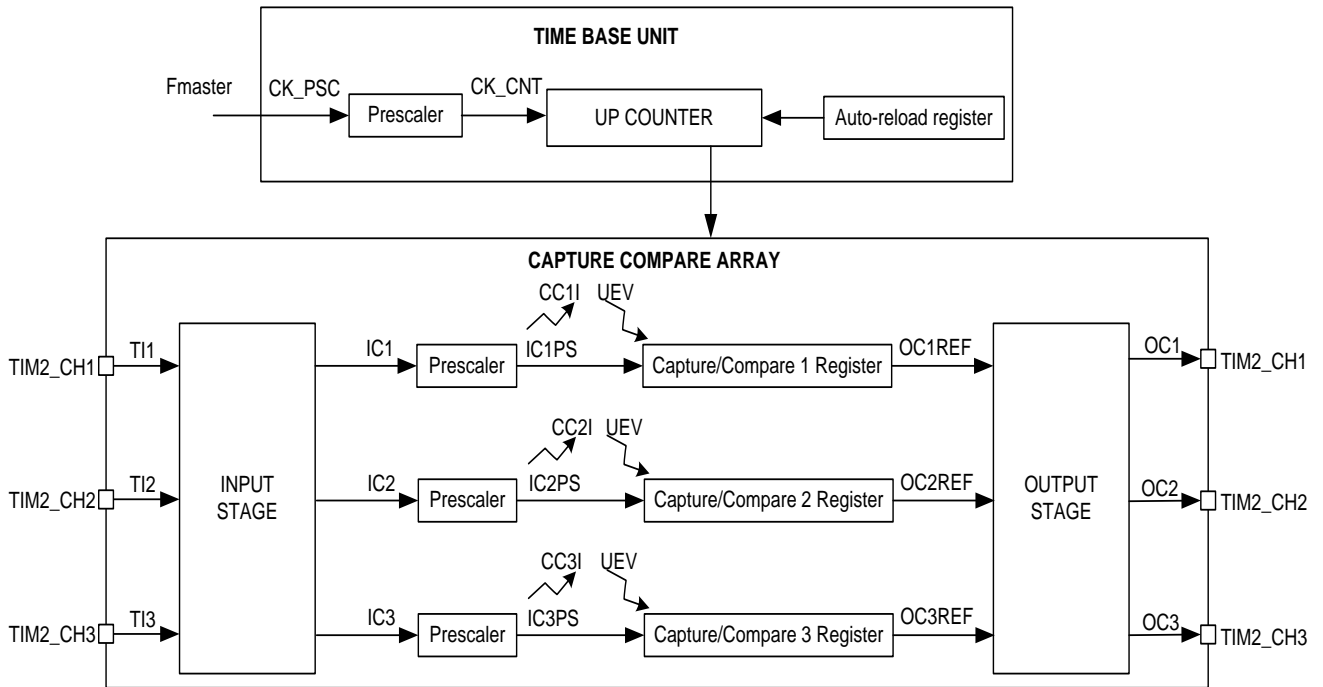 TIME BASE UNIT
Fmaster
CK_PSC
Prescaler
CK_CNT
UP COUNTER
Auto-reload register
CAPTURE COMPARE ARRAY
CC1I
UEV
TIM2_CH1
TI1
IC1
Prescaler
IC1PS
Capture/Compare 1 Register
OC1REF
OC1
TIM2_CH1
CC2I
UEV
TIM2_CH2
TI2
INPUT
STAGE
IC2
Prescaler
IC2PS
Capture/Compare 2 Register
OC2REF
OUTPUT
STAGE
OC2
TIM2_CH2
CC3I
UEV
TIM2_CH3
TI3
IC3
Prescaler
IC3PS
Capture/Compare 3 Register
OC3REF
OC3
TIM2_CH3